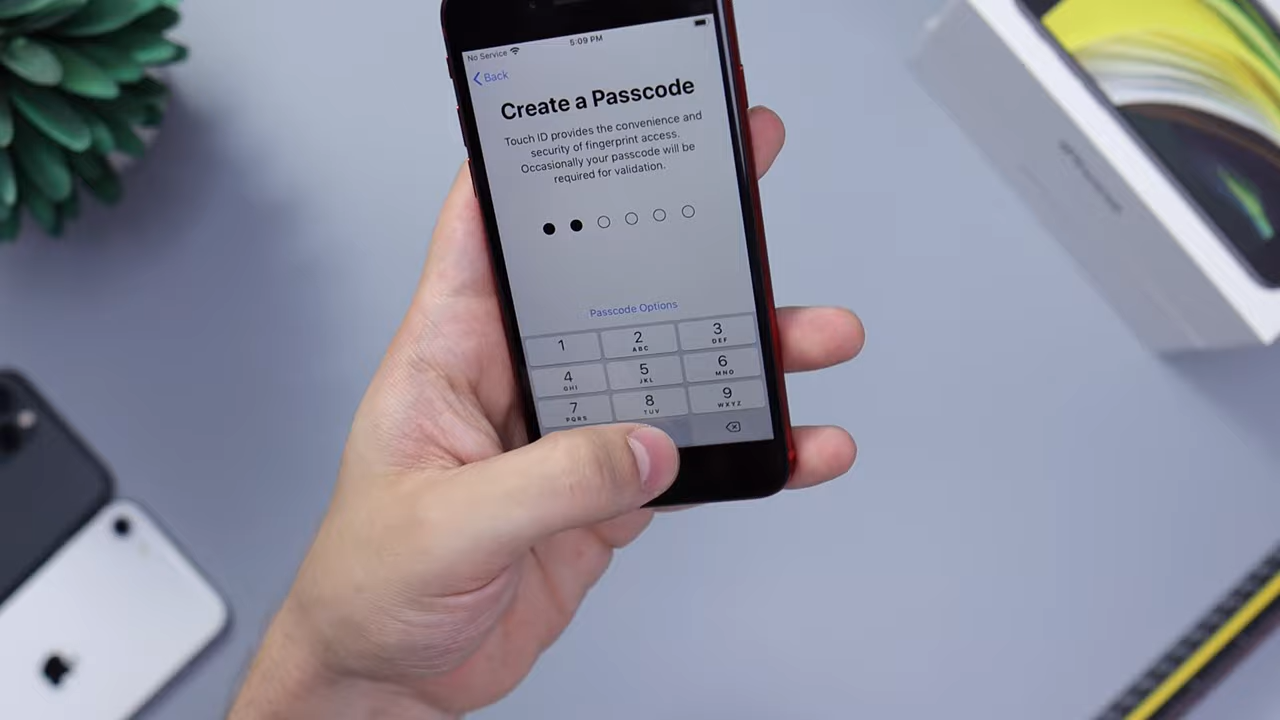 No Service 5:09 PM
Back
Create a Passcode
Touch ID provides the convenience and
security of fingerprint access.
Occasionally your passcode will be
required for validation.
Passcode Options
1 2 3
ABC DEF
4 5 6
GHI JKL MNO
7 8 9
PQRS TUV WXYZ